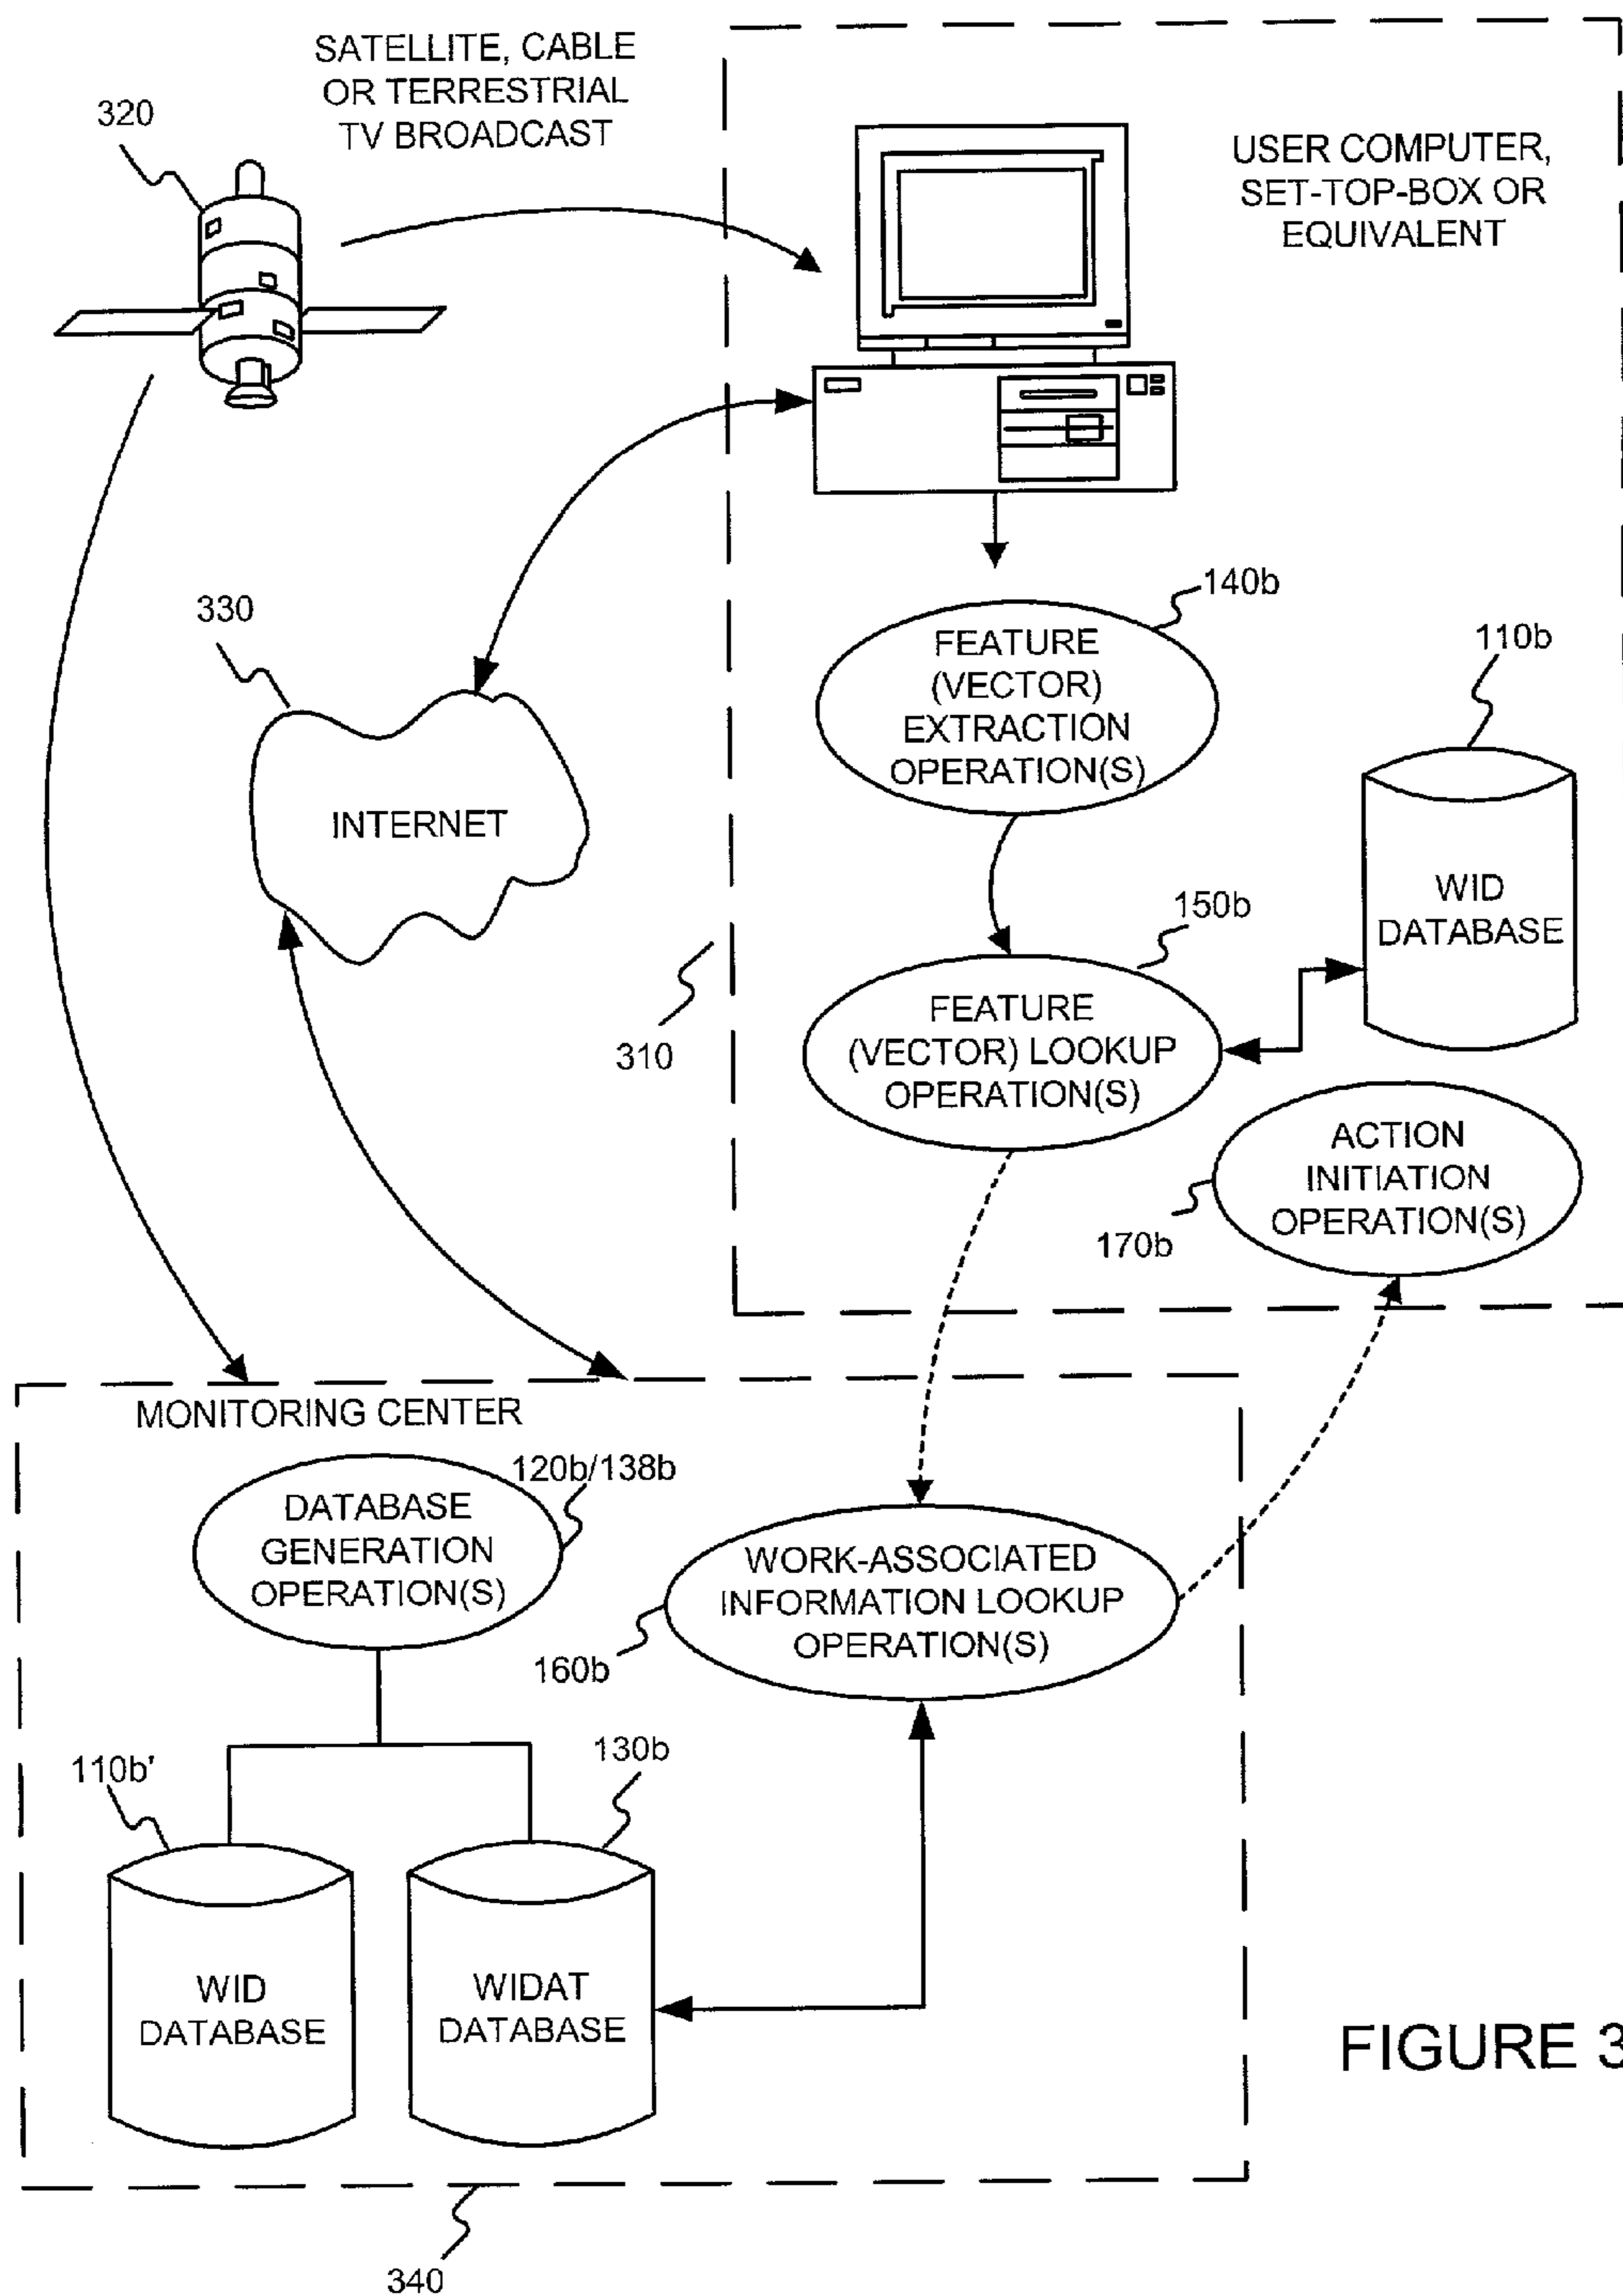 SATELLITE, CABLE
OR TERRESTRIAL
TV BROADCAST
320
USER COMPUTER,
SET-TOP-BOX OR
EQUIVALENT
140b
FEATURE
(VECTOR)
EXTRACTION
OPERATION(S)
330
INTERNET
110b
WID
DATABASE
150b
FEATURE
(VECTOR) LOOKUP
OPERATION(S)
310
ACTION
INITIATION
OPERATION(S)
170b
MONITORING CENTER
120b/138b
DATABASE
GENERATION
OPERATION(S)
WORK-ASSOCIATED
INFORMATION LOOKUP
OPERATION(S)
160b
110b'
130b
WID
DATABASE
WIDAT
DATABASE
FIGURE 3
340